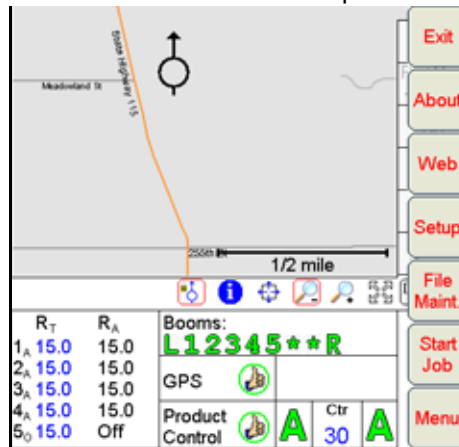 Exit
State Highway 115
Meadowland St
About
Web
Setup
255th
1/2 mile
File
Maint.
RT RA
1A 15.0 15.0
2A 15.0 15.0
3A 15.0 15.0
4A 15.0 15.0
5O 15.0 Off
Booms:
L12345**R
GPS
Product
Control
A
Ctr
30
A
Start
Job
Menu